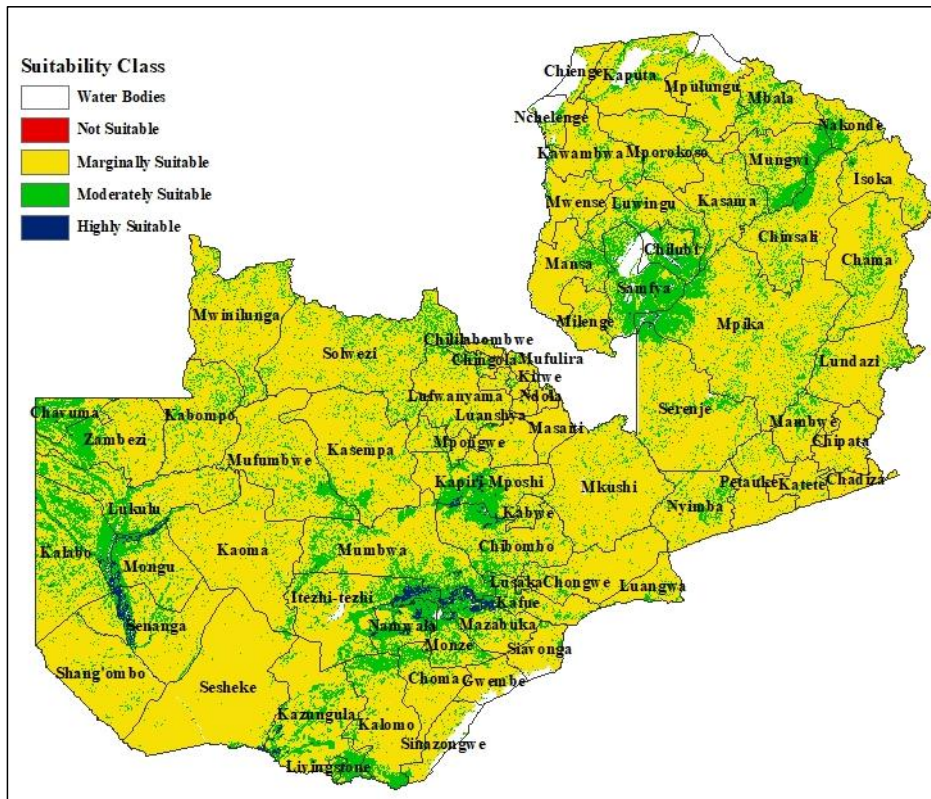 Suitability Class
Water Bodies
Not Suitable
Marginally Suitable
Moderately Suitable
Highly Suitable
Chienge
Kaputa
Mpulungu
Mbala
Nchelenge
Nakonde
Kawambwa
Mporokoso
Mungwi
Isoka
Mwense
Luwingu
Kasama
Chinsali
Mansa
Chilubi
Chama
Samfya
Milenge
Mpika
Mwinilunga
Solwezi
Chililabombwe
Chingola
Mufulira
Kitwe
Lundazi
Lufwanyama
Ndola
Luanshya
Masaiti
Serenje
Mambwe
Chavuma
Kabompo
Zambezi
Mufumbwe
Kasempa
Mpongwe
Chipata
Kapiri Mposhi
Mkushi
Petauke
Katete
Chadiza
Nyimba
Lukulu
Kabwe
Kalabo
Kaoma
Mumbwa
Chibombo
Mongu
Lusaka
Chongwe
Luangwa
Itezhi-tezhi
Kafue
Senanga
Namwala
Mazabuka
Monze
Siavonga
Shang'ombo
Sesheke
Choma
Gwembe
Kazungula
Kalomo
Sinazongwe
Livingstone